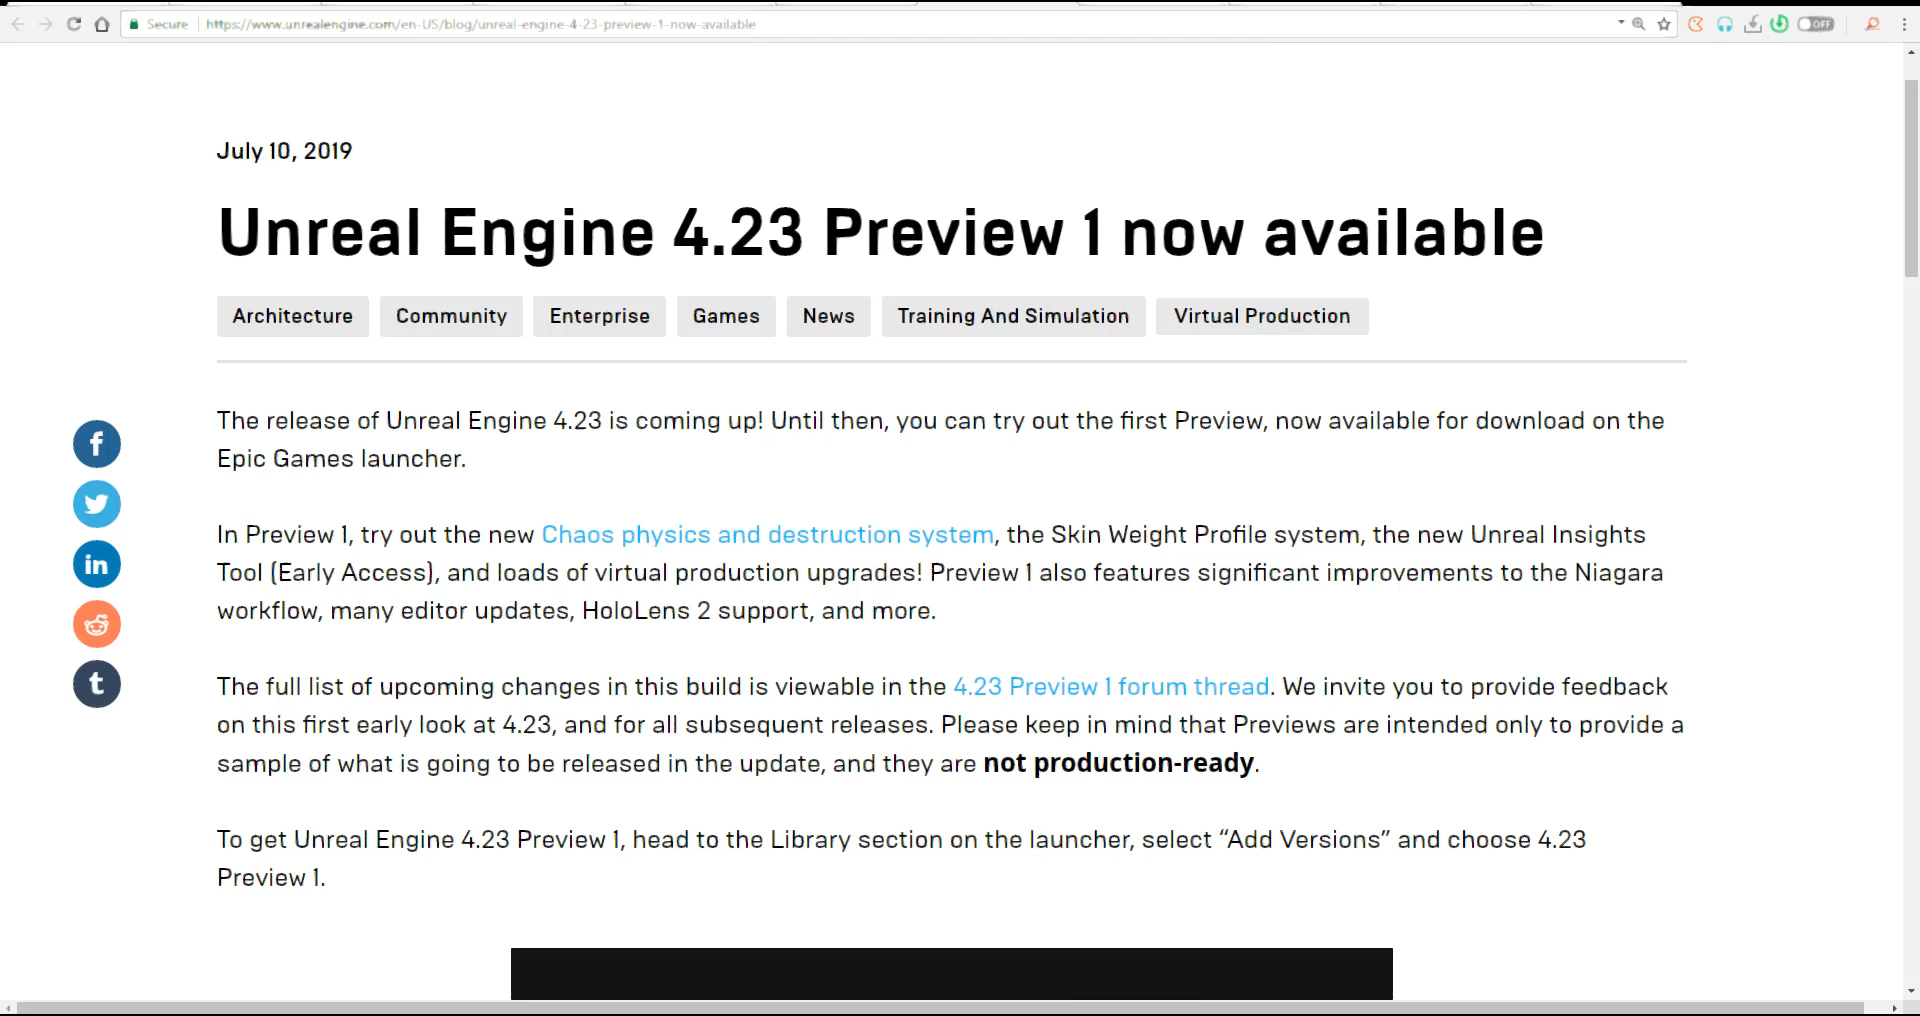 Secure https://www.unrealengine.com/en-US/blog/unreal-engine-4-23-preview-1-now-available
OFF
July 10, 2019
Unreal Engine 4.23 Preview 1 now available
Architecture Community Enterprise Games News Training And Simulation Virtual Production
The release of Unreal Engine 4.23 is coming up! Until then, you can try out the first Preview, now available for download on the
Epic Games launcher.
In Preview 1, try out the new Chaos physics and destruction system, the Skin Weight Profile system, the new Unreal Insights
Tool (Early Access), and loads of virtual production upgrades! Preview 1 also features significant improvements to the Niagara
workflow, many editor updates, HoloLens 2 support, and more.
The full list of upcoming changes in this build is viewable in the 4.23 Preview 1 forum thread. We invite you to provide feedback
on this first early look at 4.23, and for all subsequent releases. Please keep in mind that Previews are intended only to provide a
sample of what is going to be released in the update, and they are not production-ready.
To get Unreal Engine 4.23 Preview 1, head to the Library section on the launcher, select “Add Versions” and choose 4.23
Preview 1.